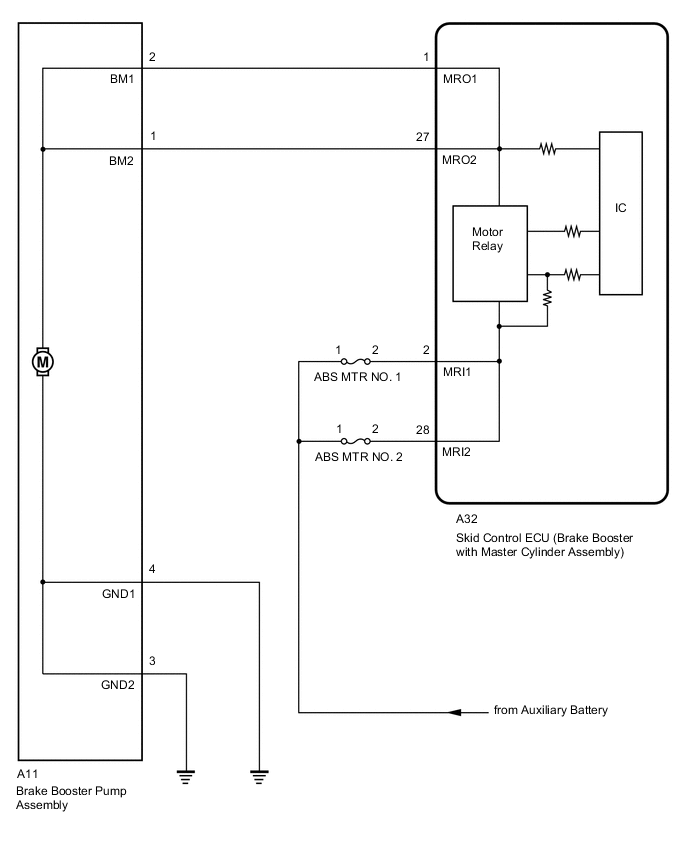 2
1
BM1
MRO1
1
27
BM2
MRO2
IC
Motor
Relay
1
2
2
ABS MTR NO. 1
MRI1
1
2
28
ABS MTR NO. 2
MRI2
M
A32
Skid Control ECU (Brake Booster
with Master Cylinder Assembly)
4
GND1
3
GND2
from Auxiliary Battery
A11
Brake Booster Pump
Assembly